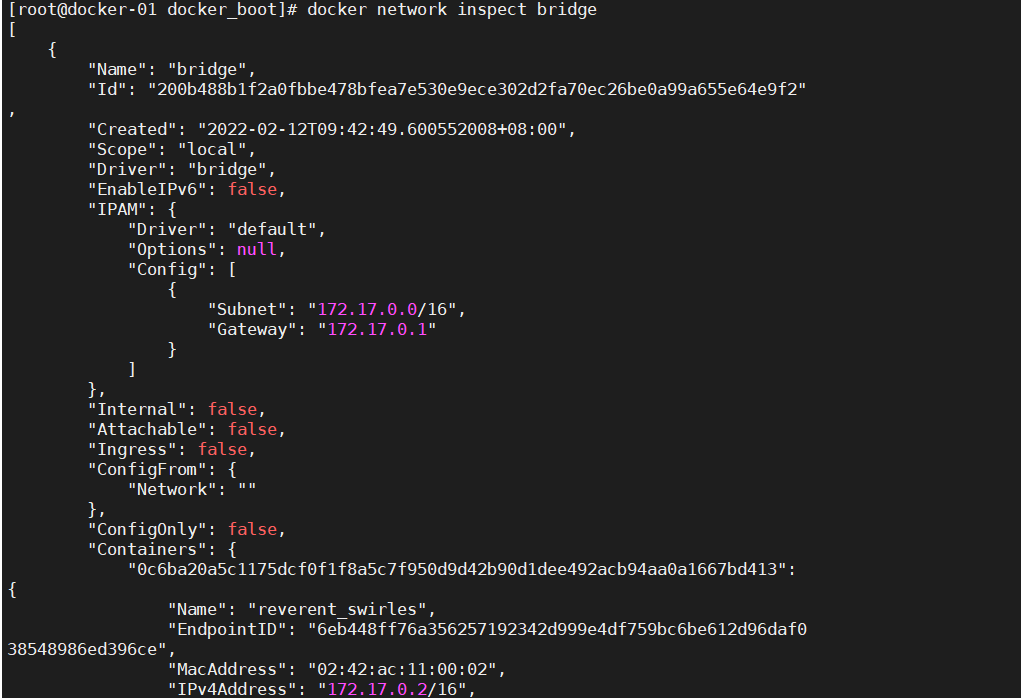 [root@docker-01 docker_boot]# docker network inspect bridge
[
    {
        "Name": "bridge",
        "Id": "200b488b1f2a0fbbe478bfea7e530e9ece302d2fa70ec26be0a99a655e64e9f2"
,
        "Created": "2022-02-12T09:42:49.600552008+08:00",
        "Scope": "local",
        "Driver": "bridge",
        "EnableIPv6": false,
        "IPAM": {
            "Driver": "default",
            "Options": null,
            "Config": [
                {
                    "Subnet": "172.17.0.0/16",
                    "Gateway": "172.17.0.1"
                }
            ]
        },
        "Internal": false,
        "Attachable": false,
        "Ingress": false,
        "ConfigFrom": {
            "Network": ""
        },
        "ConfigOnly": false,
        "Containers": {
            "0c6ba20a5c1175dcf0f1f8a5c7f950d9d42b90d1dee492acb94aa0a1667bd413":
{
                "Name": "reverent_swirles",
                "EndpointID": "6eb448ff76a356257192342d999e4df759bc6be612d96daf0
38548986ed396ce",
                "MacAddress": "02:42:ac:11:00:02",
                "IPv4Address": "172.17.0.2/16",